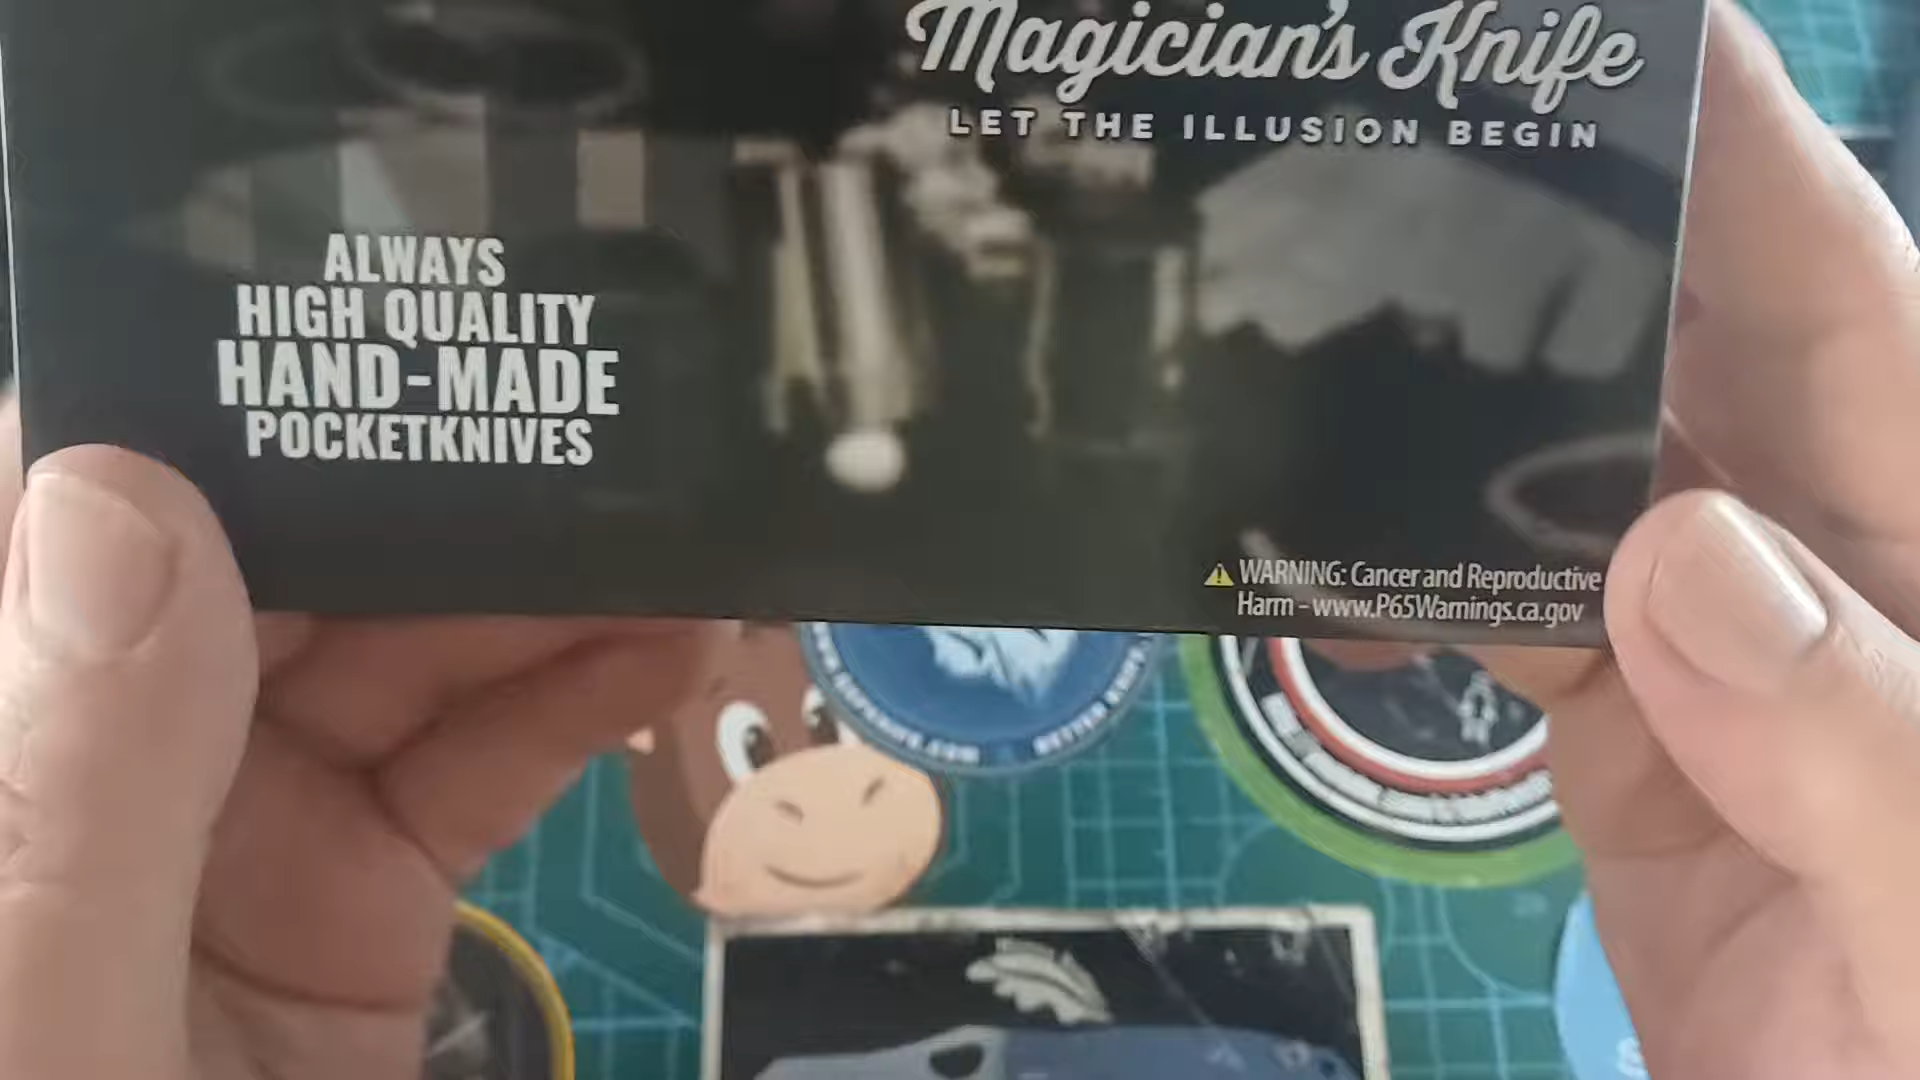 Magician's Knife
LET THE ILLUSION BEGIN
ALWAYS
HIGH QUALITY
HAND-MADE
POCKETKNIVES
WARNING: Cancer and Reproductive
Harm - www.P65Warnings.ca.gov